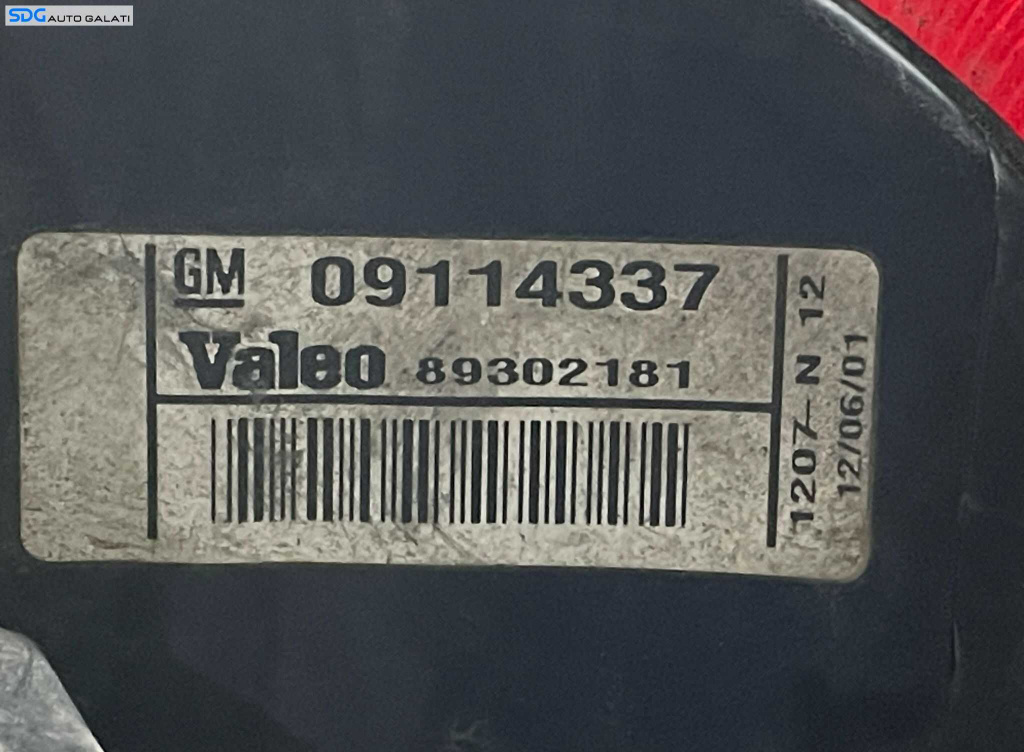 SDG AUTO GALATI
GM 09114337
Valeo 89302181
1207-N 12
12/06/01